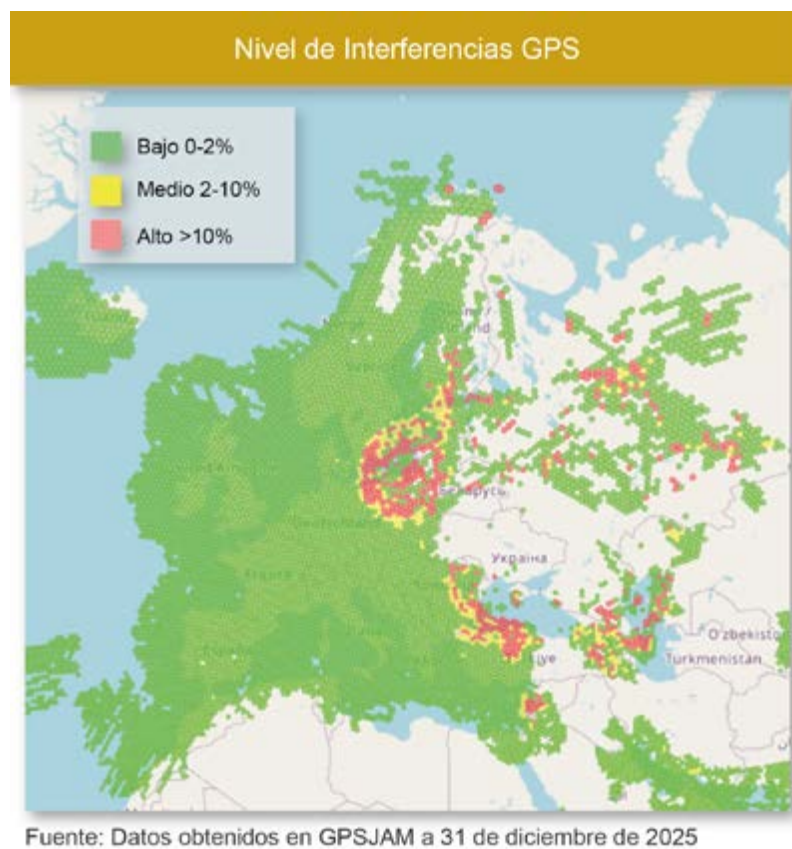 Nivel de Interferencias GPS
Bajo 0-2%
Medio 2-10%
Alto >10%
Беларусь
Україна
O'zbekisto
Turkmenistan
Fuente: Datos obtenidos en GPSJAM a 31 de diciembre de 2025